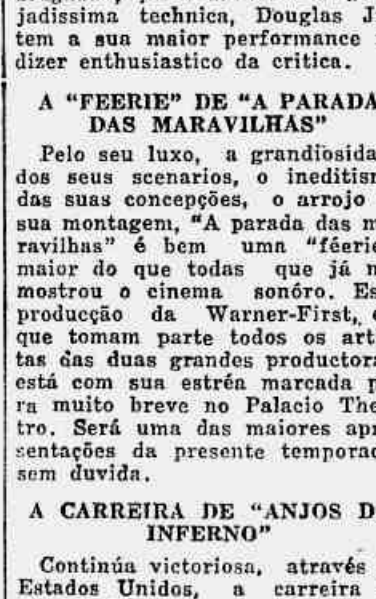 jadissima technica, Douglas J
tem a sua maior performance
dizer enthusiastico da critica.
A "FEERIE" DE "A PARADA
DAS MARAVILHAS"
Pelo seu luxo, a grandiosida
dos seus scenarios, o ineditism
das suas concepções, o arrojo
sua montagem, "A parada das m
ravilhas" é bem uma "féerie
maior do que todas que já n
mostrou o cinema sonóro. Es
producção da Warner-First, e
que tomam parte todos os art
tas das duas grandes productora
está com sua estréa marcada p
ra muito breve no Palacio The
tro. Será uma das maiores apr
sentações da presente temporad
sem duvida.
A CARREIRA DE "ANJOS D
INFERNO"
Continúa victoriosa, através
Estados Unidos, a carreira